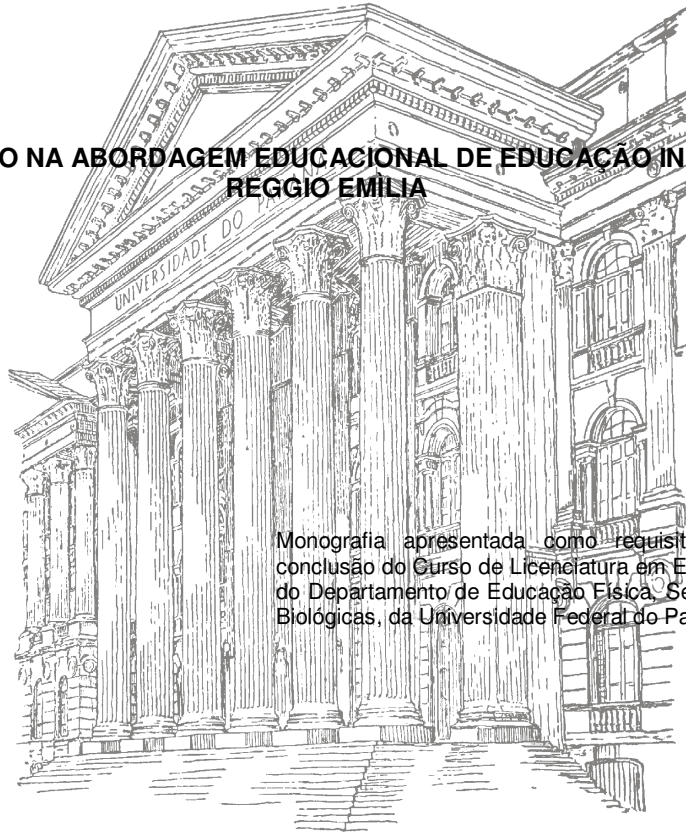 O NA ABORDAGEM EDUCACIONAL DE EDUCAÇÃO IN
REGGIO EMÍLIA
UNIVERSIDADE DO
Monografia apresentada como requisit
conclusão do Curso de Licenciatura em E
do Departamento de Educação Física, Se
Biológicas, da Universidade Federal do Pa